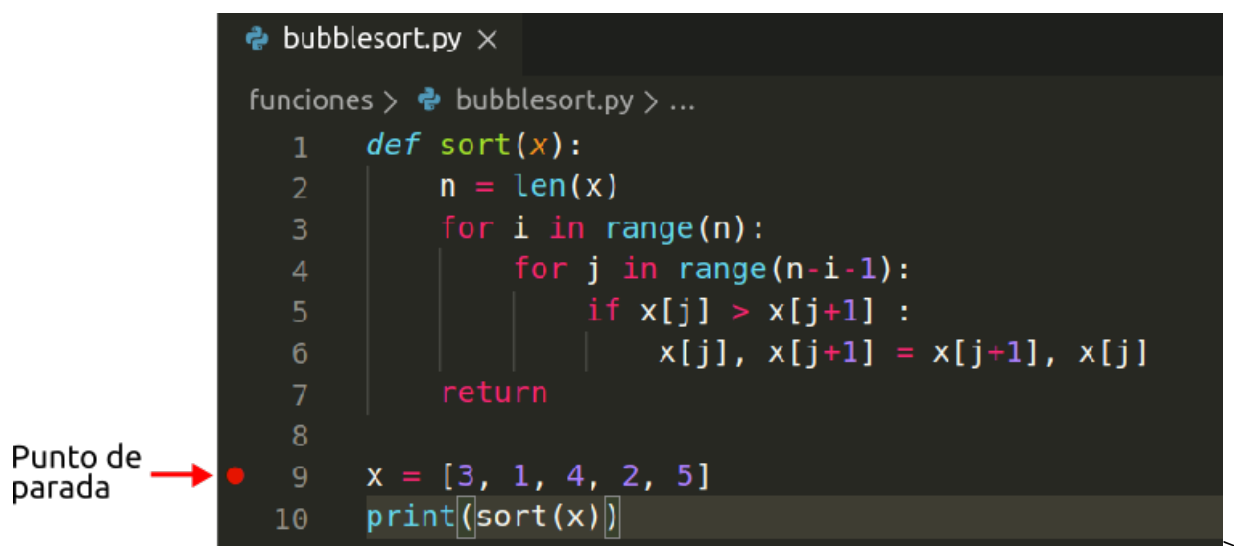 bubblesort.py ×
funciones > bubblesort.py > ...
1 def sort(x):
2     n = len(x)
3     for i in range(n):
4         for j in range(n-i-1):
5             if x[j] > x[j+1] :
6                 x[j], x[j+1] = x[j+1], x[j]
7     return
8
Punto de
parada
9 x = [3, 1, 4, 2, 5]
10 print(sort(x))
>